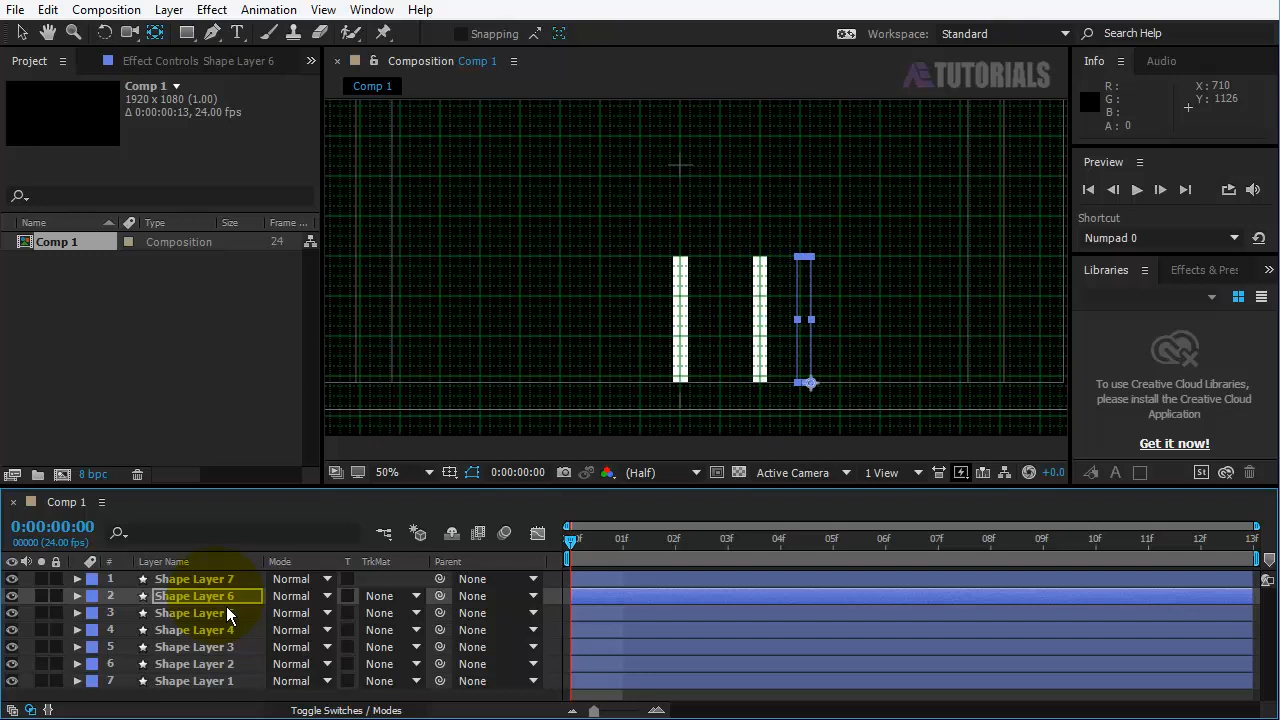 File Edit Composition Layer Effect Animation View Window Help
Snapping Workspace: Standard Search Help
Project Effect Controls Shape Layer 6 Composition Comp 1 Info Audio
Comp 1
1920 x 1080 (1.00)
Δ 0:00:00:13, 24.00 fps
Comp 1
R :
G :
B :
A : 0
X : 710
Y : 1126
AE TUTORIALS
Preview
Shortcut
Numpad 0
Name Type Size Frame ...
Comp 1 Composition 24
Libraries Effects & Pres
To use Creative Cloud Libraries,
please install the Creative Cloud
Application
Get it now!
8 bpc 50% 0:00:00:00 (Half) Active Camera 1 View +0.0 A St
Comp 1
0:00:00:00
00000 (24.00 fps)
01f 02f 03f 04f 05f 06f 07f 08f 09f 10f 11f 12f 13f
# Layer Name Mode T TrkMat Parent
1 Shape Layer 7 Normal None
2 Shape Layer 6 Normal None None
3 Shape Layer Normal None None
4 Shape Layer 4 Normal None None
5 Shape Layer 3 Normal None None
6 Shape Layer 2 Normal None None
7 Shape Layer 1 Normal None None
Toggle Switches / Modes